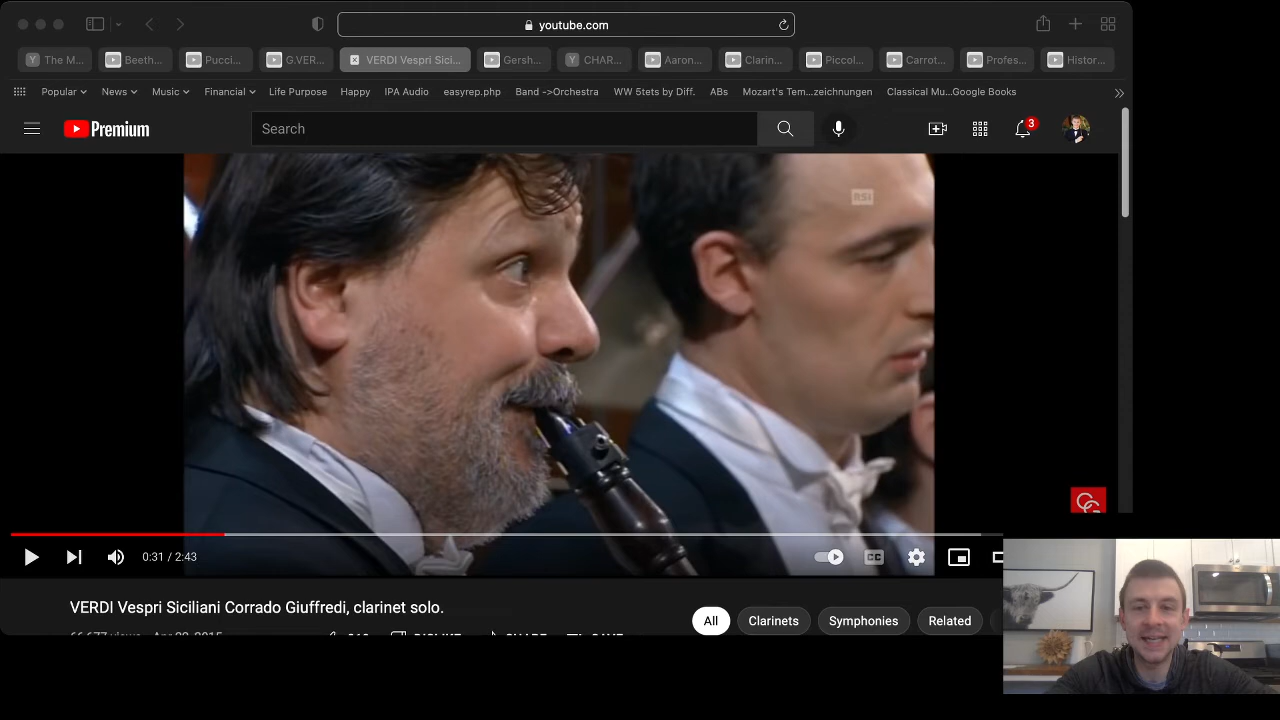 youtube.com
The M... Beeth... Pucci... G.VER... VERDI Vespri Sici... Gersh... CHAR... Aaron... Clarin... Piccol... Carrot... Profes... Histor...
Popular News Music Financial Life Purpose Happy IPA Audio easyrep.php Band ->Orchestra WW 5tets by Diff. ABs Mozart's Tem...zeichnungen Classical Mu...Google Books
Premium Search 3
RSI
CG
0:31 / 2:43 CC
VERDI Vespri Siciliani Corrado Giuffredi, clarinet solo.
All Clarinets Symphonies Related